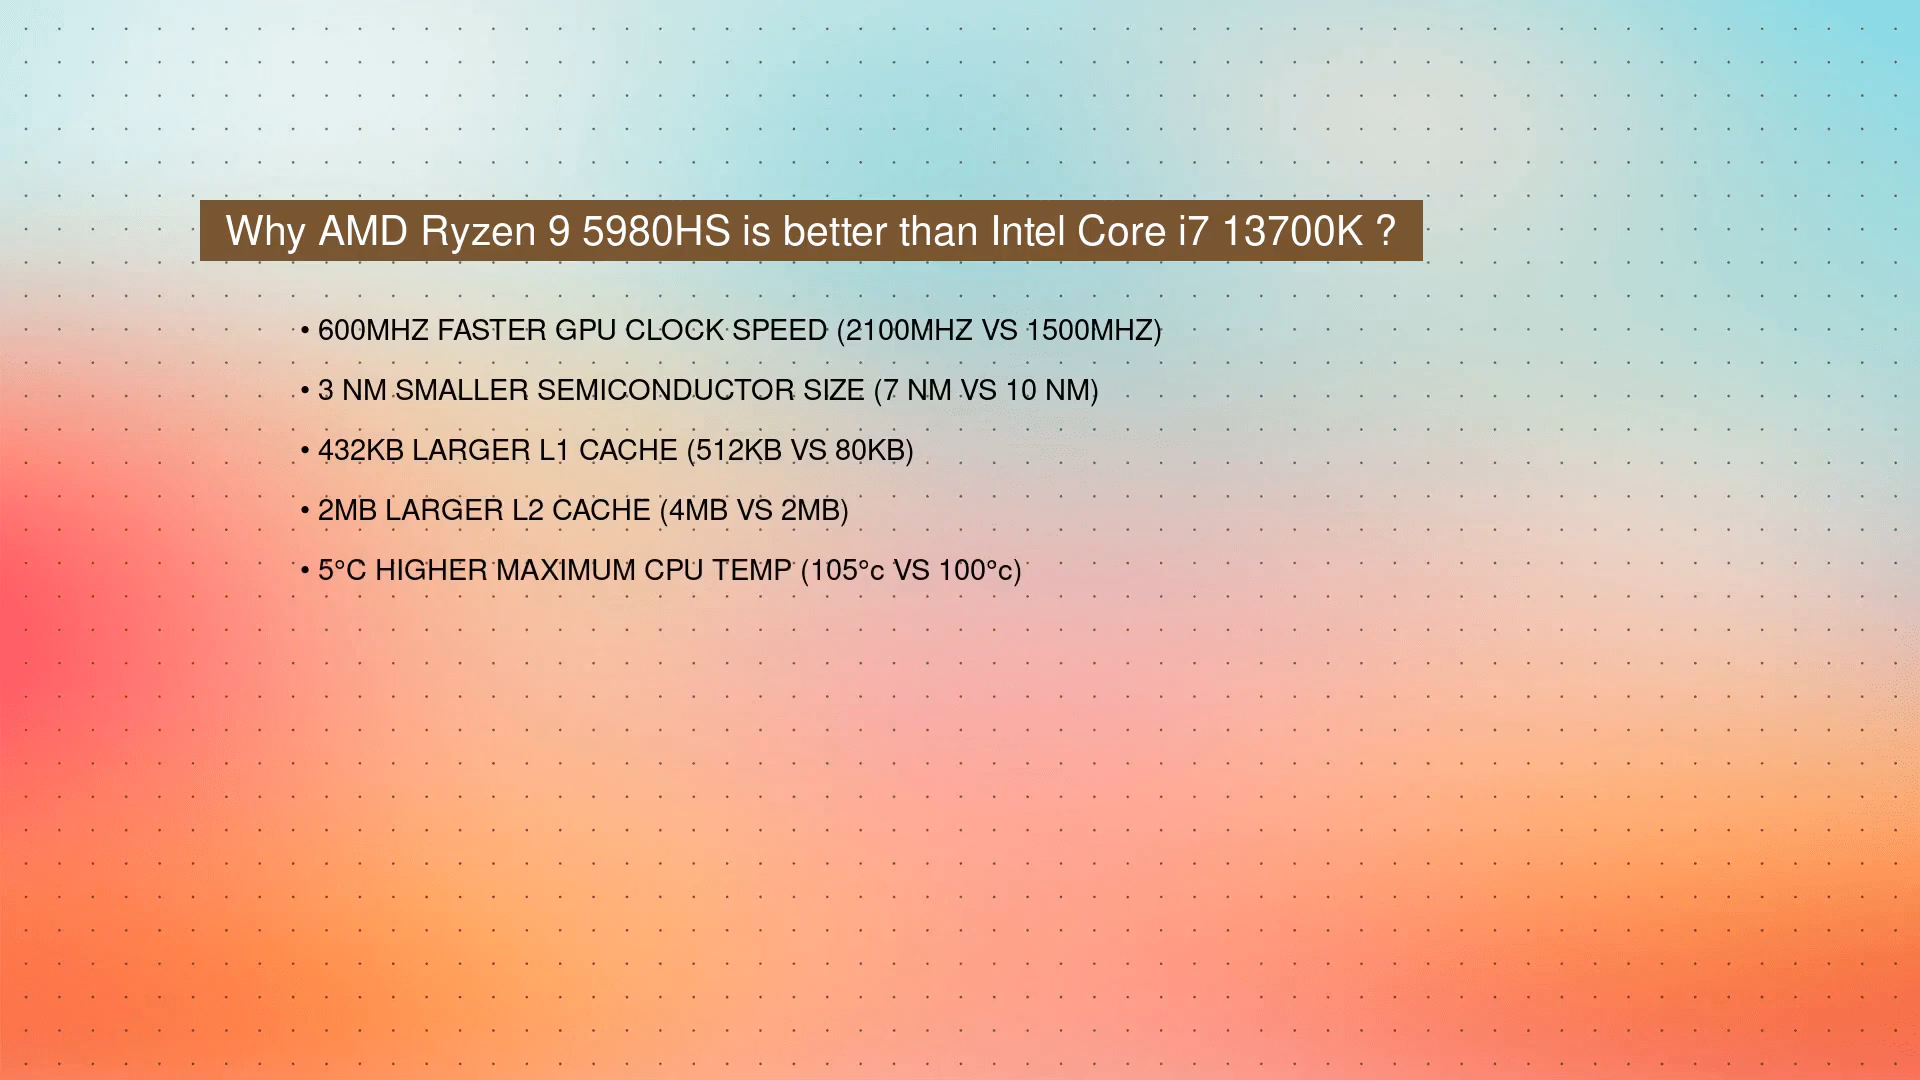 Why AMD Ryzen 9 5980HS is better than Intel Core i7 13700K ?
• 600MHZ FASTER GPU CLOCK SPEED (2100MHZ VS 1500MHZ)
• 3 NM SMALLER SEMICONDUCTOR SIZE (7 NM VS 10 NM)
• 432KB LARGER L1 CACHE (512KB VS 80KB)
• 2MB LARGER L2 CACHE (4MB VS 2MB)
• 5°C HIGHER MAXIMUM CPU TEMP (105°c VS 100°c)